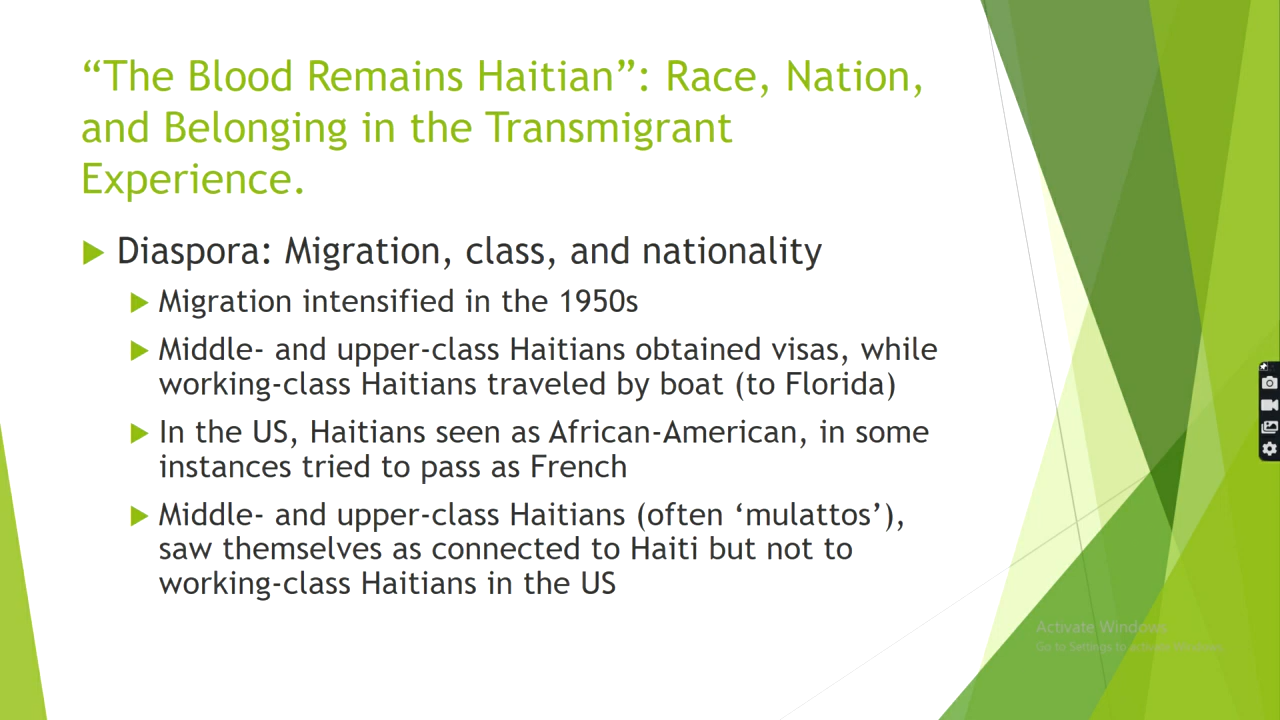 “The Blood Remains Haitian”: Race, Nation,
and Belonging in the Transmigrant
Experience.
Diaspora: Migration, class, and nationality
Migration intensified in the 1950s
Middle- and upper-class Haitians obtained visas, while
working-class Haitians traveled by boat (to Florida)
In the US, Haitians seen as African-American, in some
instances tried to pass as French
Middle- and upper-class Haitians (often ‘mulattos’),
saw themselves as connected to Haiti but not to
working-class Haitians in the US
Activate Windows
Go to Settings to activate Windows.